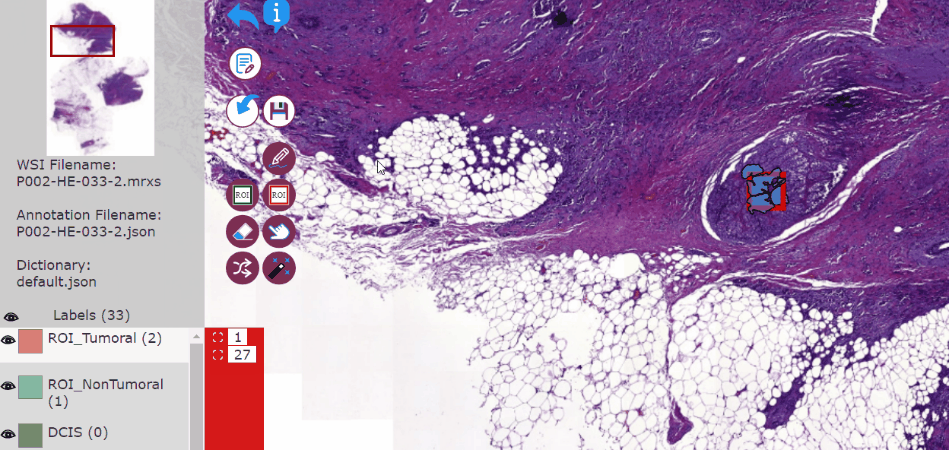 WSI Filename:
P002-HE-033-2.mrxs
Annotation Filename:
P002-HE-033-2.json
Dictionary:
default.json
Labels (33)
ROI_Tumoral (2)
ROI_NonTumoral
(1)
DCIS (0)
1
27
i
ROI ROI